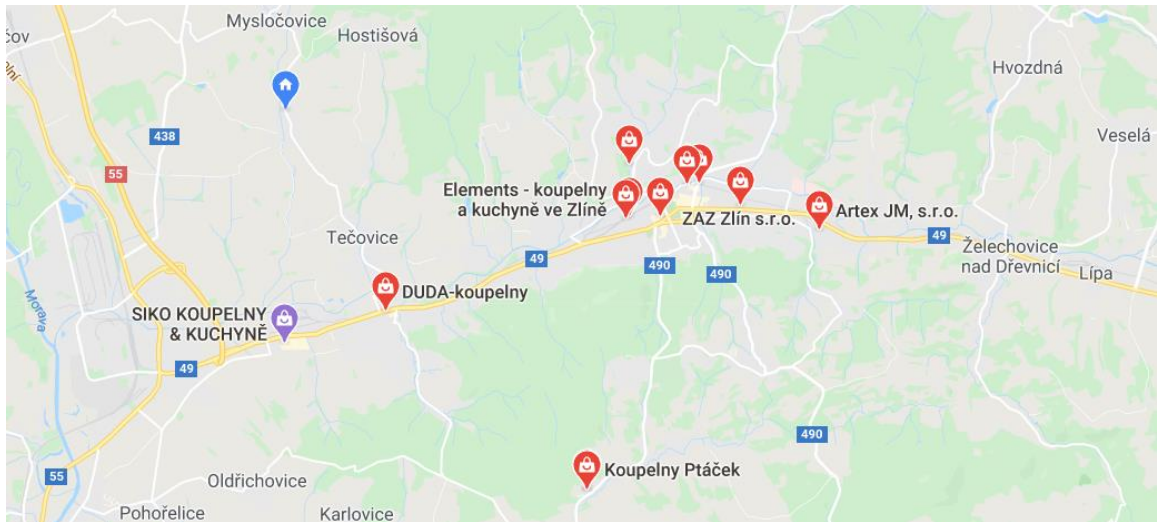 Mysločovice
Hostišová
čov
olní
438
55
Hvozdná
Veselá
Elements - koupelny
a kuchyně ve Zlíně
ZAZ Zlín s.r.o.
Artex JM, s.r.o.
49
Želechovice
nad Dřevnicí
Lípa
Tečovice
49
490
490
DUDA-koupelny
SIKO KOUPELNY
& KUCHYNĚ
Morava
49
490
Koupelny Ptáček
55
Oldřichovice
Pohořelice
Karlovice